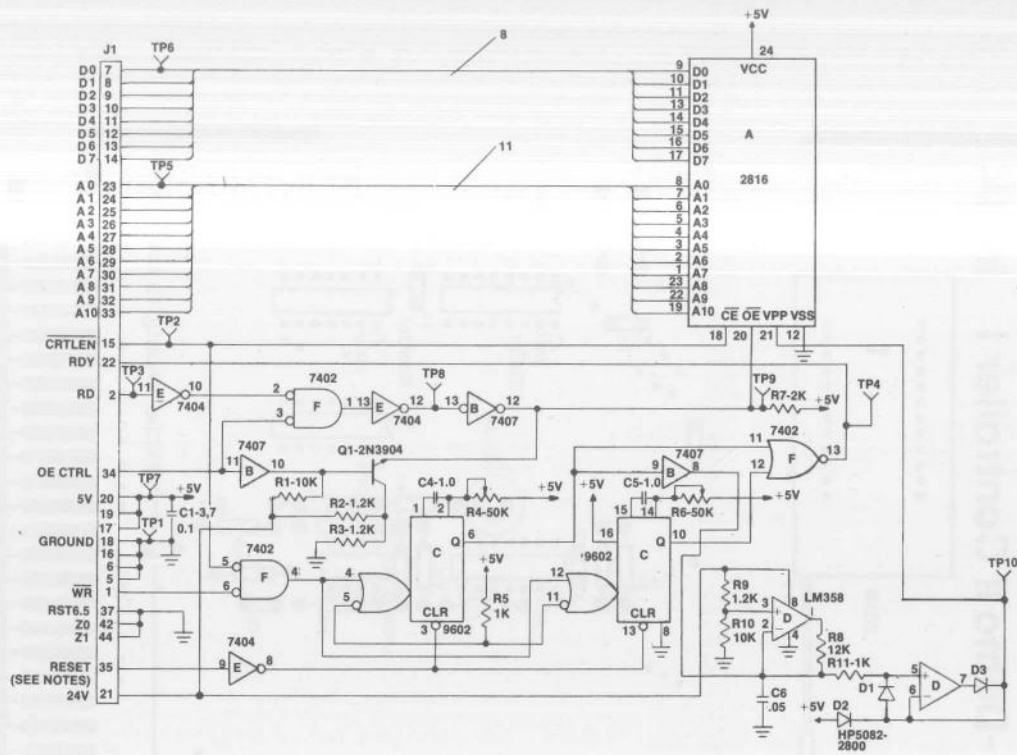 +5V
24
J1
TP6
8
D0 7
D1 8
D2 9
D3 10
D4 11
D5 12
D6 13
D7 14
9 D0
10 D1
11 D2
13 D3
14 D4
15 D5
16 D6
17 D7
VCC
A
2816
TP5
11
A0 23
A1 24
A2 25
A3 26
A4 27
A5 28
A6 29
A7 30
A8 31
A9 32
A10 33
8 A0
7 A1
6 A2
5 A3
4 A4
3 A5
2 A6
1 A7
23 A8
22 A9
19 A10
CE OE VPP VSS
18 20 21 12
CRTLEN 15
TP2
RDY 22
RD 2
TP3
11 E 10
7404
7402
2
3
F
1
13 E 12
7404
TP8
13 B 12
7407
TP9
R7-2K
+5V
TP4
7402
11
12
F
13
OE CTRL 34
7407
11 B 10
Q1-2N3904
R1-10K
R2-1.2K
R3-1.2K
C4-1.0
1 2
R4-50K
+5V
7407
9 B 8
C5-1.0
15 14
R6-50K
+5V
+5V
16
5V 20
19
17
TP7
+5V
C1-3,7
0.1
GROUND 18
16
6
5
TP1
WR 1
7402
5
6
F
4
4
5
C
Q 6
CLR
3 9602
+5V
R5
1K
12
11
9602
C
Q 10
CLR
13 8
RST6.5 37
Z0 42
Z1 44
RESET 35
(SEE NOTES)
7404
9 E 8
24V 21
R9
1.2K
R10
10K
LM358
3 +
2 −
D
8
1
4
R8
12K
R11-1K
C6
.05
D1
5 +
6 −
D
7
D3
+5V
D2
HP5082-
2800
TP10